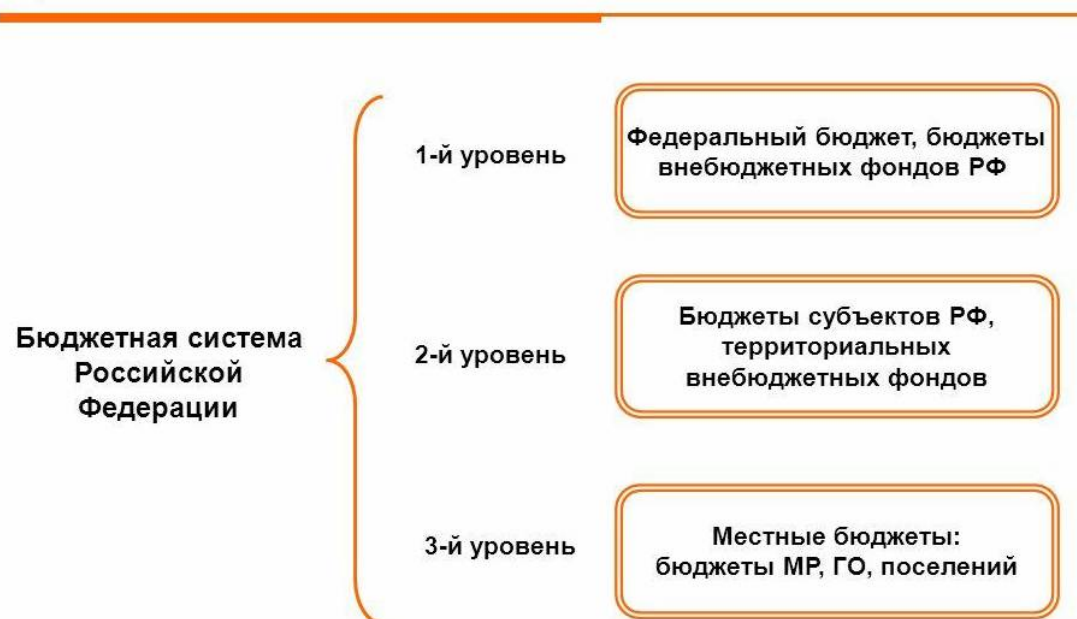 Бюджетная система
Российской
Федерации
1-й уровень
Федеральный бюджет, бюджеты
внебюджетных фондов РФ
2-й уровень
Бюджеты субъектов РФ,
территориальных
внебюджетных фондов
3-й уровень
Местные бюджеты:
бюджеты МР, ГО, поселений